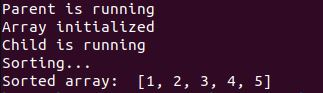 Parent is running
Array initialized
Child is running
Sorting...
Sorted array:  [1, 2, 3, 4, 5]